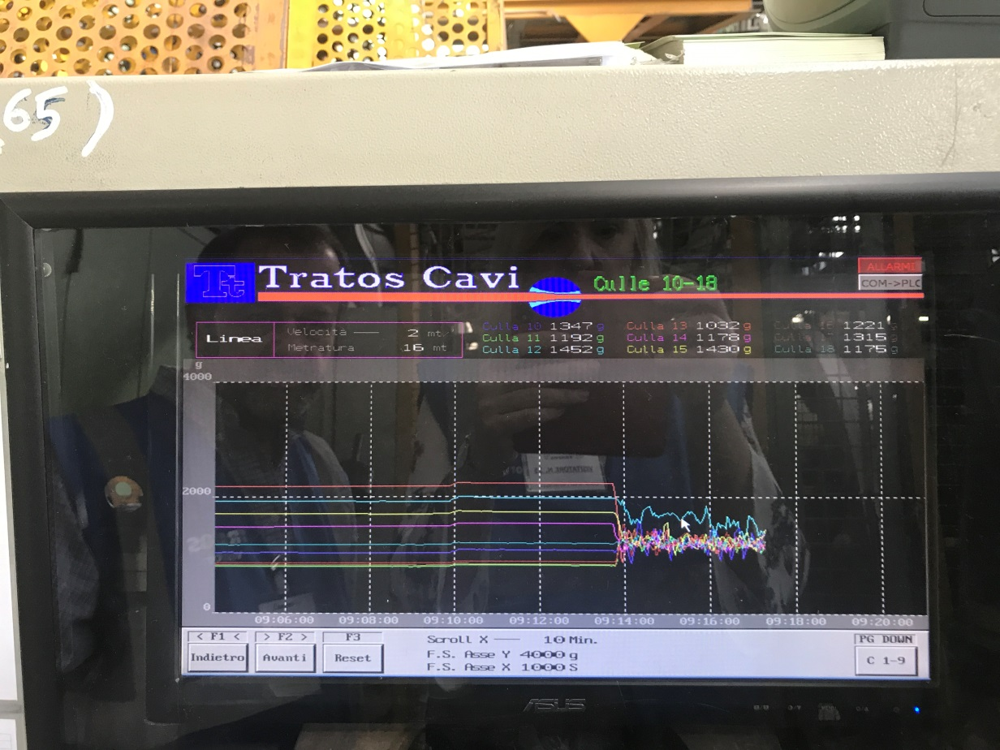 65)
Tt Tratos Cavi Culle 10-18 ALLARMI
COM->PLC
Linea
Velocità 2 mt/
Metratura 16 mt
Culla 10 1347 g Culla 13 1032 g 1221 g
Culla 11 1192 g Culla 14 1178 g Culla 17 1315 g
Culla 12 1452 g Culla 15 1430 g Culla 18 1175 g
g
4000
2000
0
09:06:00 09:08:00 09:10:00 09:12:00 09:14:00 09:16:00 09:18:00 09:20:00
< F1 < > F2 > F3 Scroll X 10 Min. PG DOWN
Indietro Avanti Reset F.S. Asse Y 4000 g C 1-9
F.S. Asse X 1000 S
ASUS